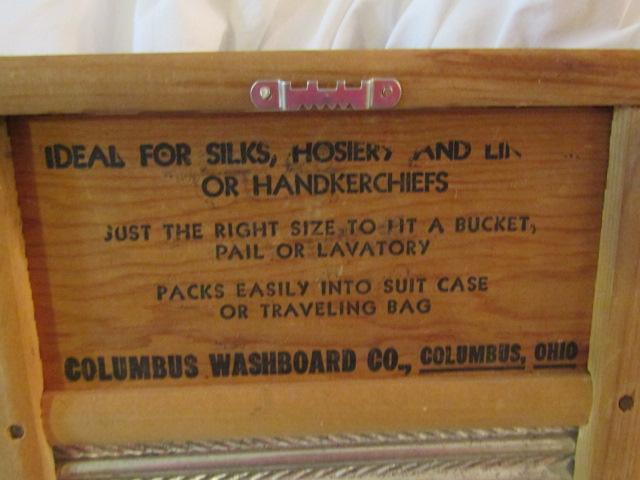 IDEAL FOR SILKS, HOSIERY AND
OR HANDKERCHIEFS
JUST THE RIGHT SIZE TO FIT A BUCKET,
PAIL OR LAVATORY
PACKS EASILY INTO SUIT CASE
OR TRAVELING BAG
COLUMBUS WASHBOARD CO., COLUMBUS, OHIO